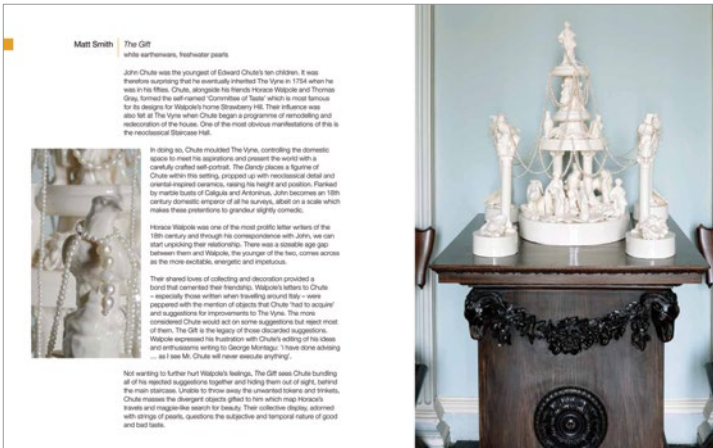 Matt Smith
The Gift
white earthenware, freshwater pearls
John Chute was the youngest of Edward Chute's ten children. It was
therefore surprising that he eventually inherited The Vyne in 1754 when he
was in his fifties. Chute, alongside his friends Horace Walpole and Thomas
Gray, formed the self-named 'Committee of Taste' which is most famous
for its designs for Walpole's home Strawberry Hill. Their influence was
also felt at The Vyne when Chute began a programme of remodelling and
redecoration of the house. One of the most obvious manifestations of this is
the neoclassical Staircase Hall.
In doing so, Chute moulded The Vyne, controlling the domestic
space to meet his aspirations and present the world with a
carefully crafted self-portrait. The Dandy places a figurine of
Chute within this setting, propped up with neoclassical detail and
oriental-inspired ceramics, raising his height and position. Flanked
by marble busts of Caligula and Antoninus, John becomes an 18th
century domestic emperor of all he surveys, albeit on a scale which
makes these pretentions to grandeur slightly comedic.
Horace Walpole was one of the most prolific letter writers of the
18th century and through his correspondence with John, we can
start unpicking their relationship. There was a sizeable age gap
between them and Walpole, the younger of the two, comes across
as the more excitable, energetic and impetuous.
Their shared loves of collecting and decoration provided a
bond that cemented their friendship. Walpole's letters to Chute
– especially those written when travelling around Italy – were
peppered with the mention of objects that Chute 'had to acquire'
and suggestions for improvements to The Vyne. The more
considered Chute would act on some suggestions but reject most
of them. The Gift is the legacy of those discarded suggestions.
Walpole expressed his frustration with Chute's editing of his ideas
and enthusiasms writing to George Montagu: 'I have done advising
… as I see Mr. Chute will never execute anything'.
Not wanting to further hurt Walpole's feelings, The Gift sees Chute bundling
all of his rejected suggestions together and hiding them out of sight, behind
the main staircase. Unable to throw away the unwanted tokens and trinkets,
Chute masses the divergent objects gifted to him which map Horace's
travels and magpie-like search for beauty. Their collective display, adorned
with strings of pearls, questions the subjective and temporal nature of good
and bad taste.